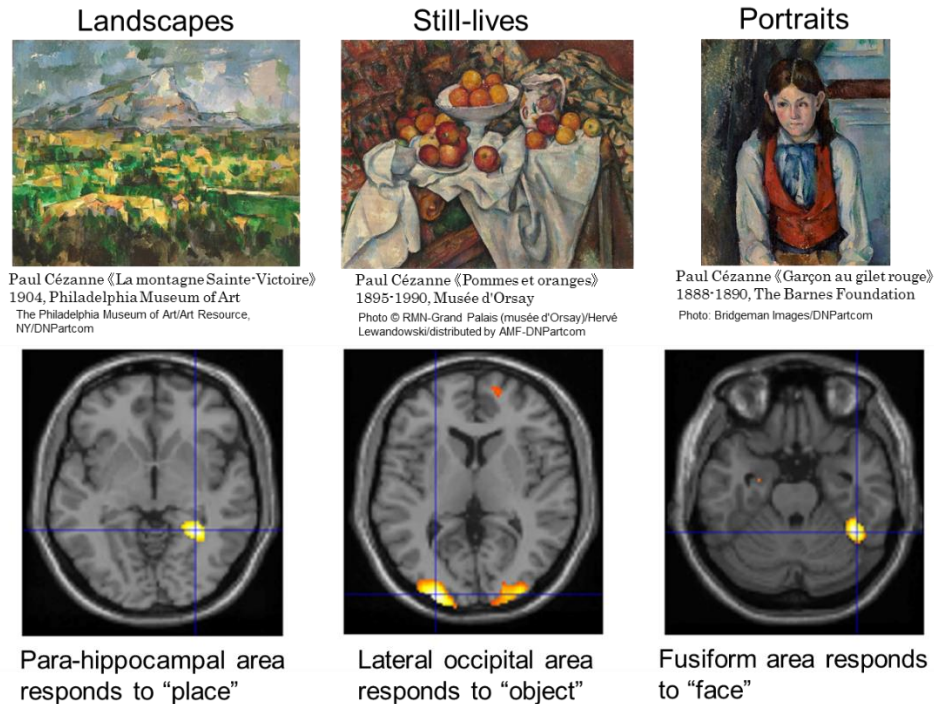 Landscapes
Still-lives
Portraits
Paul Cézanne 《La montagne Sainte-Victoire》
1904, Philadelphia Museum of Art
The Philadelphia Museum of Art/Art Resource,
NY/DNPartcom
Paul Cézanne 《Pommes et oranges》
1895-1990, Musée d'Orsay
Photo © RMN-Grand Palais (musée d'Orsay)/Hervé
Lewandowski/distributed by AMF-DNPartcom
Paul Cézanne 《Garçon au gilet rouge》
1888-1890, The Barnes Foundation
Photo: Bridgeman Images/DNPartcom
Para-hippocampal area
responds to “place”
Lateral occipital area
responds to “object”
Fusiform area responds
to “face”